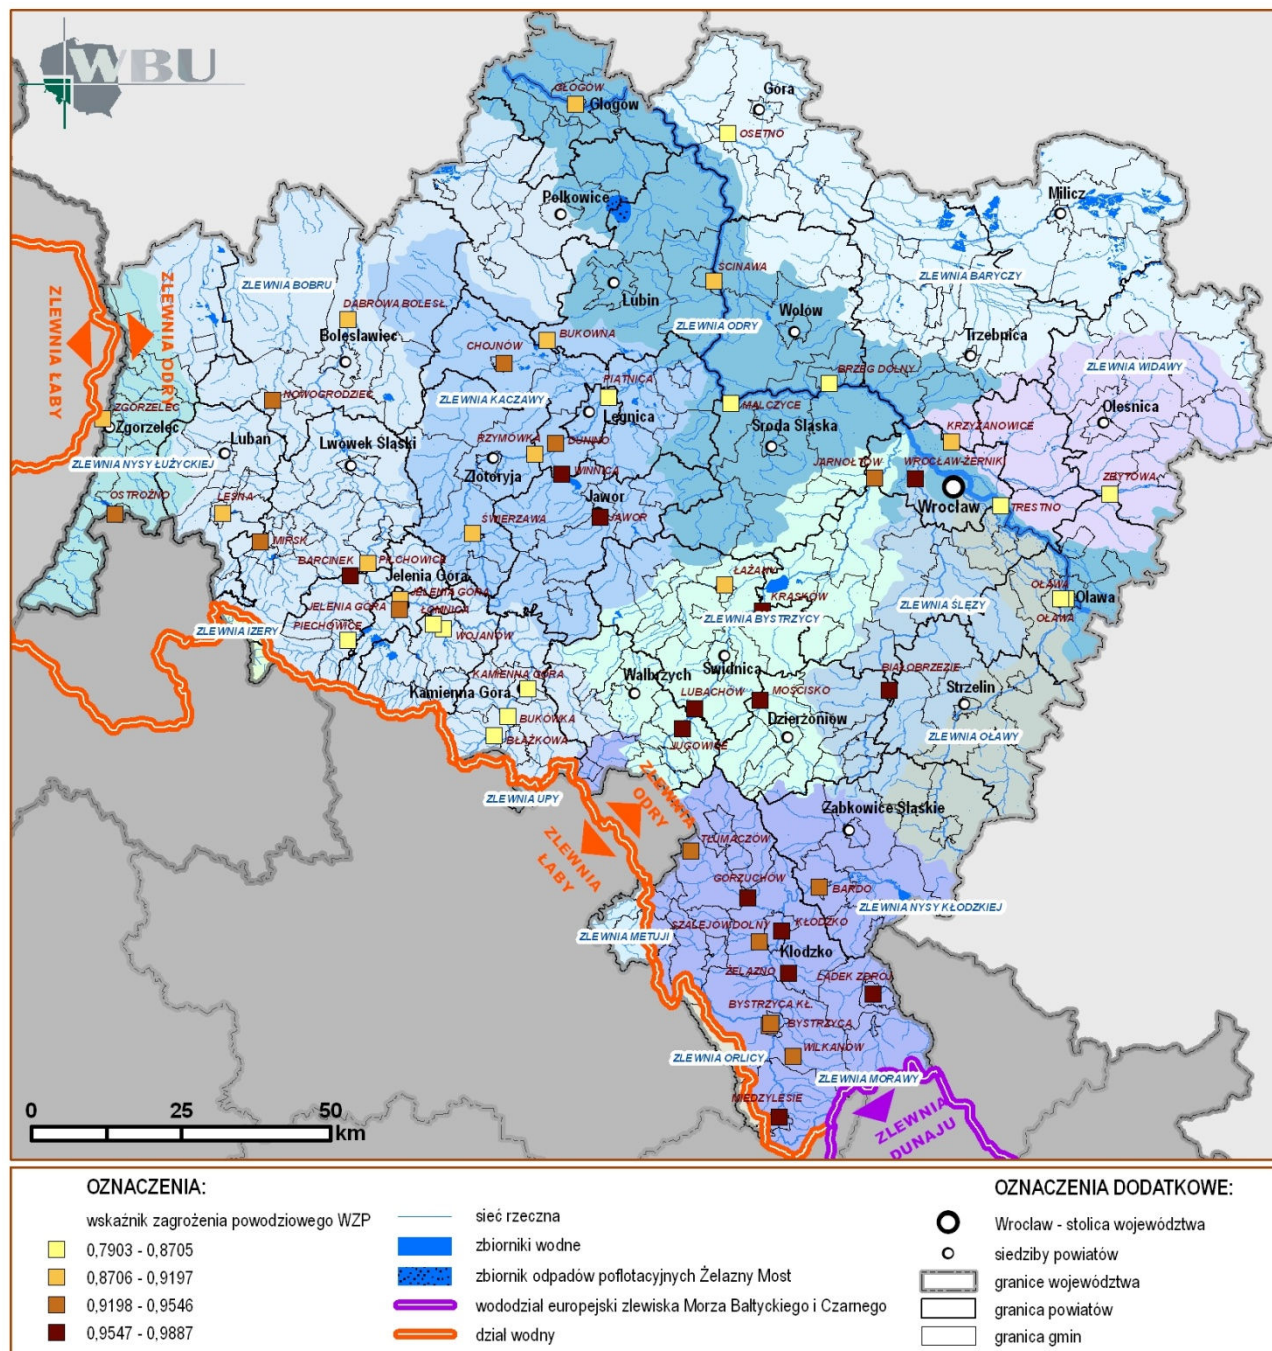 WBU
GŁOGÓW
Głogów
Góra
OSETNO
Polkowice
Milicz
ZLEWNIA BARYCZY
ZLEWNIA BOBRU
SCINAWA
Lubin
DĄBROWA BOLESŁ.
Wołów
ZLEWNIA ODRY
ZLEWNIA ŁABY
ZLEWNIA ODRY
BUKOWNA
Bolesławiec
CHOJNÓW
Trzebnica
ZLEWNIA WIDAWY
PIĄTNICA
BRZEG DOLNY
NOWOGRODZIEC
ZLEWNIA KACZAWY
MALCZYCE
Legnica
Oleśnica
ZGORZELEC
Zgorzelec
KRZYŻANOWICE
Lubań
Lwówek Śląski
RZYMÓWKA
DUNINO
Środa Śląska
Złotoryja
JARNOŁTÓW
WROCŁAW-ŻERNIKI
ZLEWNIA NYSY ŁUŻYCKIEJ
WINNICA
ZBYTOWA
OSTRÓŻNO
LEŚNA
Jawor
JAWOR
Wrocław
TRESTNO
ŚWIERZAWA
MIRSK
BARCINEK
PILCHOWICE
Jelenia Góra
JELENIA GÓRA
ŁAŻANY
KRASKÓW
OŁAWA
Oława
JELENIA GÓRA
ŁOMNICA
ZLEWNIA ŚLĘZY
OŁAWA
ZLEWNIA BYSTRZYCY
PIECHOWICE
WOJANÓW
ZLEWNIA IZERY
Świdnica
KAMIENNA GÓRA
Kamienna Góra
Wałbrzych
BIAŁOBRZEZIE
LUBACHÓW
MOŚCISKO
Strzelin
BUKÓWKA
Dzierżoniów
BŁAŻKOWA
JUGOWICE
ZLEWNIA OŁAWY
ZLEWNIA UPY
ZLEWNIA ODRY
ZLEWNIA ŁABY
Ząbkowice Śląskie
TŁUMACZÓW
GORZUCHÓW
BARDO
ZLEWNIA NYSY KŁODZKIEJ
SZALEJÓW DOLNY
KŁODZKO
ZLEWNIA METUJI
Kłodzko
ŻELAZNO
LĄDEK ZDRÓJ
BYSTRZYCA KŁ.
BYSTRZYCA
WILKANÓW
ZLEWNIA ORLICY
ZLEWNIA MORAWY
MIĘDZYLESIE
ZLEWNIA DUNAJU
0 25 50
km
OZNACZENIA:
wskaźnik zagrożenia powodziowego WZP
0,7903 - 0,8705
0,8706 - 0,9197
0,9198 - 0,9546
0,9547 - 0,9887
sieć rzeczna
zbiorniki wodne
zbiornik odpadów poflotacyjnych Żelazny Most
wododział europejski zlewiska Morza Bałtyckiego i Czarnego
dział wodny
OZNACZENIA DODATKOWE:
Wrocław - stolica województwa
siedziby powiatów
granice województwa
granica powiatów
granica gmin